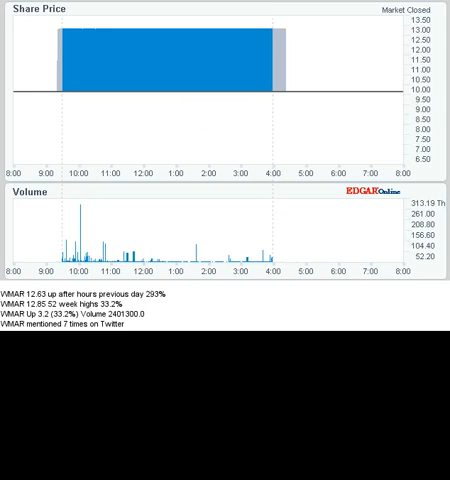 Share Price
Market Closed
13.50
13.00
12.50
12.00
11.50
11.00
10.50
10.00
9.50
9.00
8.50
8.00
7.50
7.00
6.50
8:00 9:00 10:00 11:00 12:00 1:00 2:00 3:00 4:00 5:00 6:00 7:00 8:00
Volume
EDGAROnline
313.19 Th
261.00
208.80
156.60
104.40
52.20
8:00 9:00 10:00 11:00 12:00 1:00 2:00 3:00 4:00 5:00 6:00 7:00 8:00
WMAR 12.63 up after hours previous day 293%
WMAR 12.85 52 week highs 33.2%
WMAR Up 3.2 (33.2%) Volume 2401300.0
WMAR mentioned 7 times on Twitter